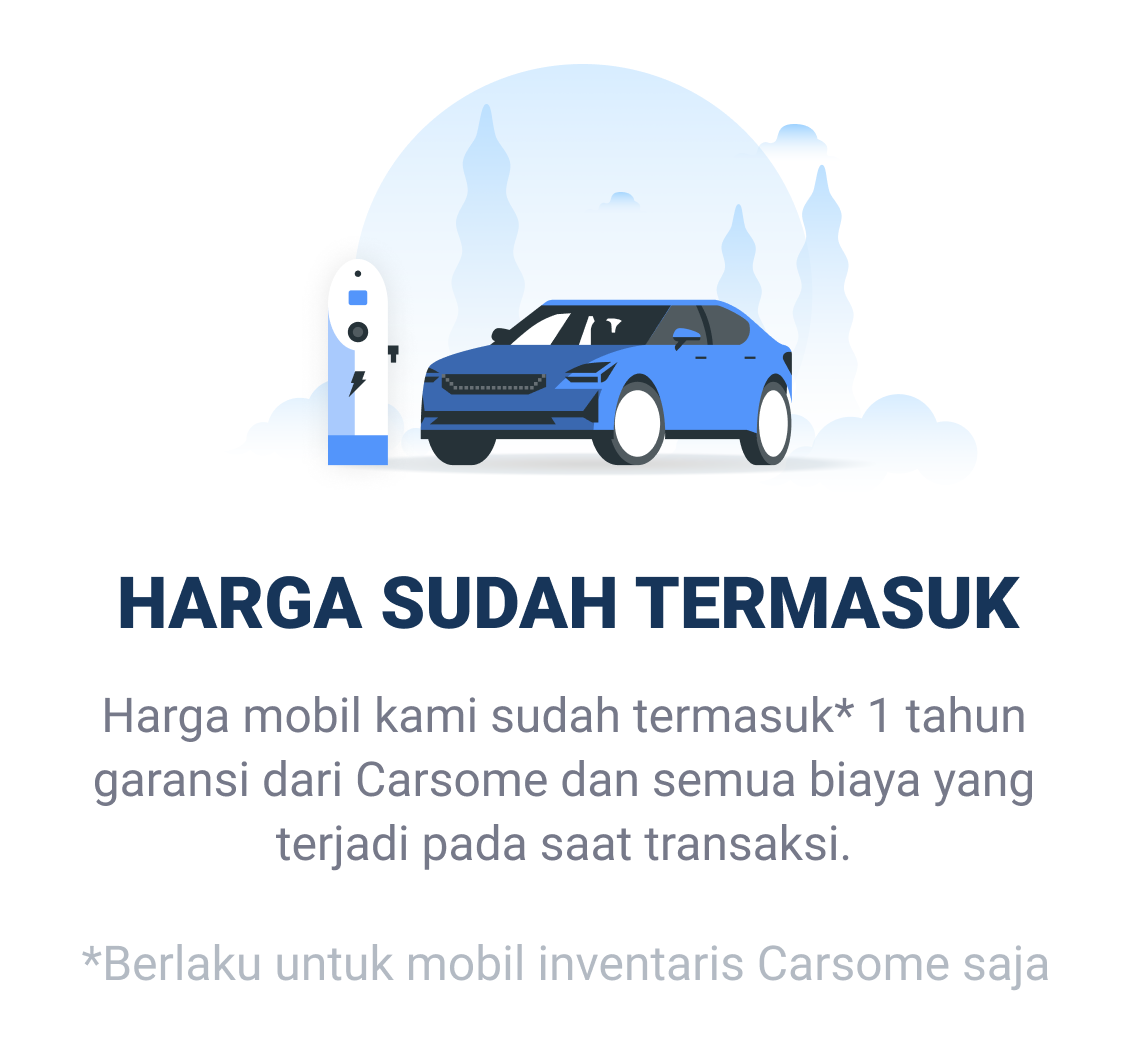 HARGA SUDAH TERMASUK
Harga mobil kami sudah termasuk* 1 tahun
garansi dari Carsome dan semua biaya yang
terjadi pada saat transaksi.
*Berlaku untuk mobil inventaris Carsome saja